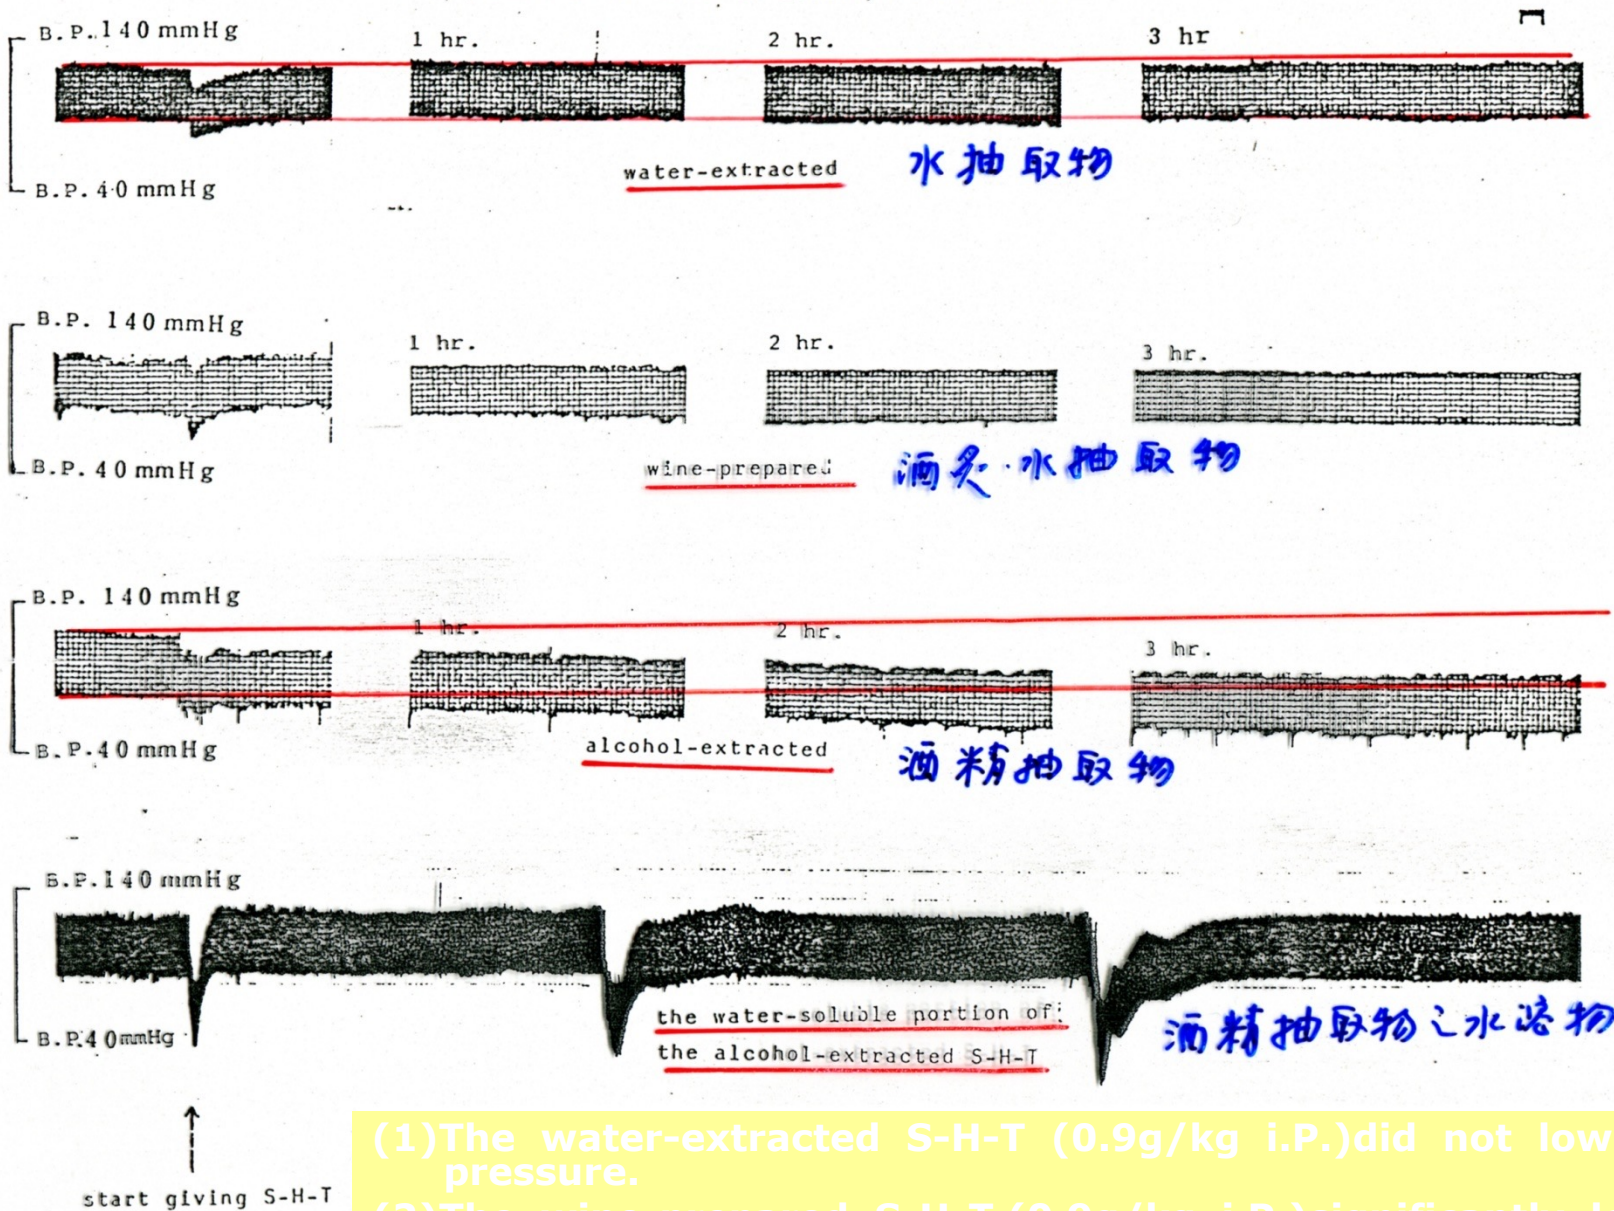 B.P. 140 mmHg
1 hr.
2 hr.
3 hr
B.P. 40 mmHg
water-extracted
水抽取物
B.P. 140 mmHg
1 hr.
2 hr.
3 hr.
B.P. 40 mmHg
wine-prepared
酒炙·水抽取物
B.P. 140 mmHg
1 hr.
2 hr.
3 hr.
B.P. 40 mmHg
alcohol-extracted
酒精抽取物
B.P. 140 mmHg
B.P. 40 mmHg
the water-soluble portion of
the alcohol-extracted S-H-T
酒精抽取物之水溶物
start giving S-H-T
(1)The water-extracted S-H-T (0.9g/kg i.P.)did not low
pressure.